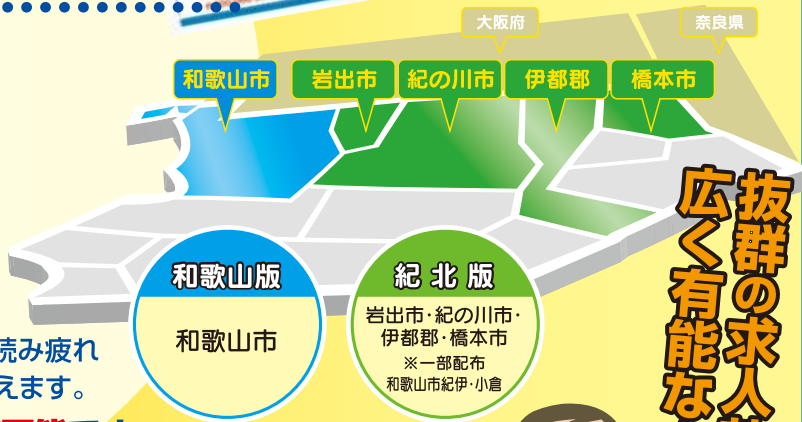 大阪府
奈良県
和歌山市
岩出市
紀の川市
伊都郡
橋本市
抜群の求人
広く有能な
和歌山版
和歌山市
紀北版
岩出市・紀の川市・
伊都郡・橋本市
※一部配布
和歌山市紀伊・小倉
読み疲れ
えます。